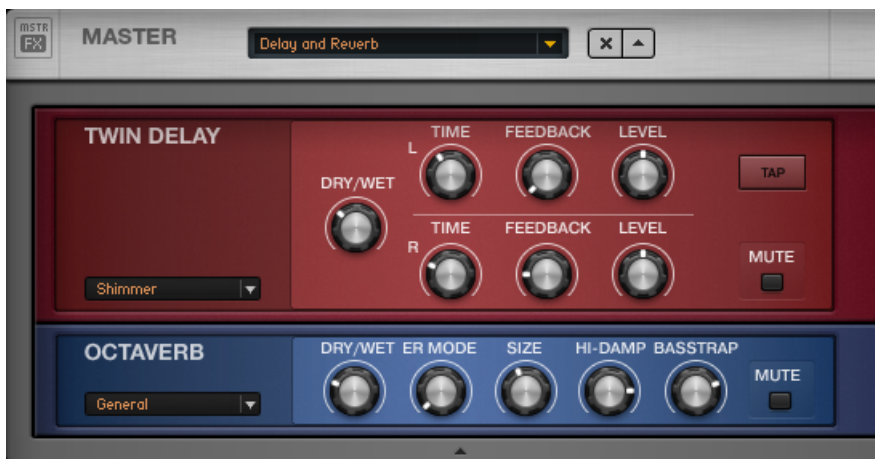 MSTR
FX
MASTER
Delay and Reverb
TWIN DELAY
TIME FEEDBACK LEVEL
L
TAP
DRY/WET
TIME FEEDBACK LEVEL
R
MUTE
Shimmer
OCTAVERB
DRY/WET ER MODE SIZE HI-DAMP BASSTRAP
MUTE
General